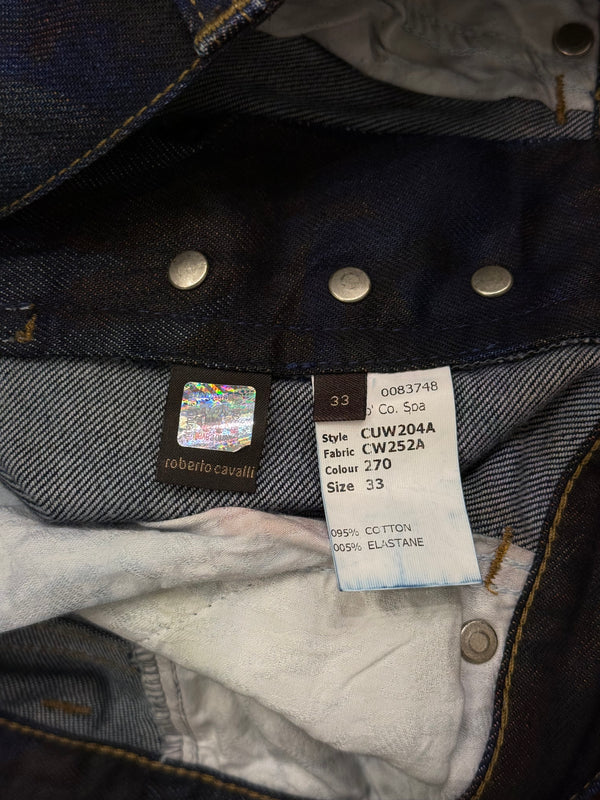 roberto cavalli
33
0083748
Co. Spa
Style CUW204A
Fabric CW252A
Colour 270
Size 33
095% COTTON
005% ELASTANE